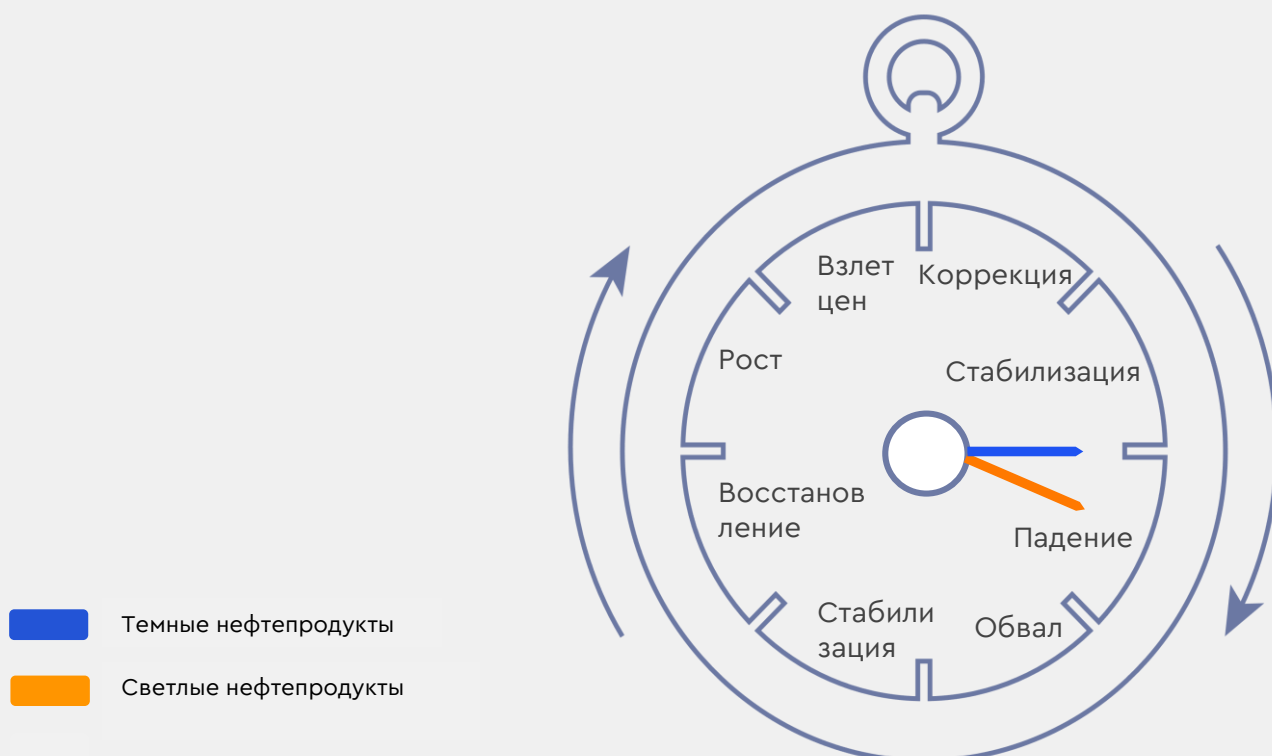 Взлет
цен
Коррекция
Рост
Стабилизация
Восстанов
ление
Падение
Стабили
зация
Обвал
Темные нефтепродукты
Светлые нефтепродукты